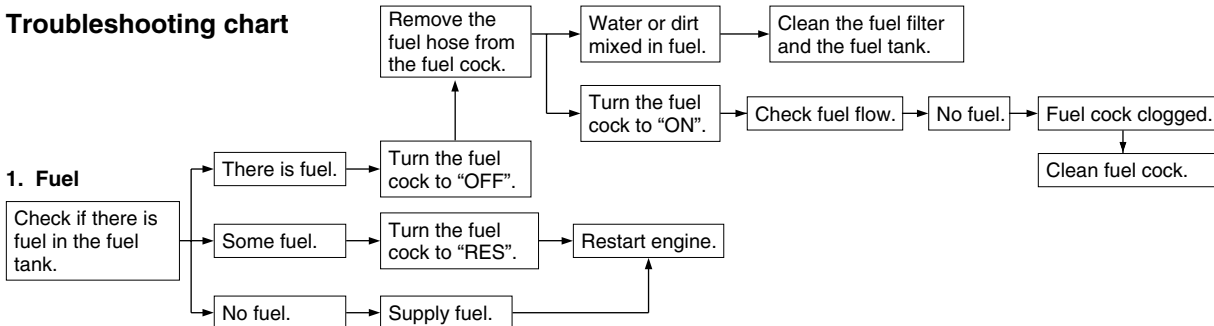 Troubleshooting chart
Remove the
fuel hose from
the fuel cock.
Water or dirt
mixed in fuel.
Clean the fuel filter
and the fuel tank.
Turn the fuel
cock to “ON”.
Check fuel flow.
No fuel.
Fuel cock clogged.
Clean fuel cock.
1. Fuel
Check if there is
fuel in the fuel
tank.
There is fuel.
Turn the fuel
cock to “OFF”.
Some fuel.
Turn the fuel
cock to “RES”.
Restart engine.
No fuel.
Supply fuel.